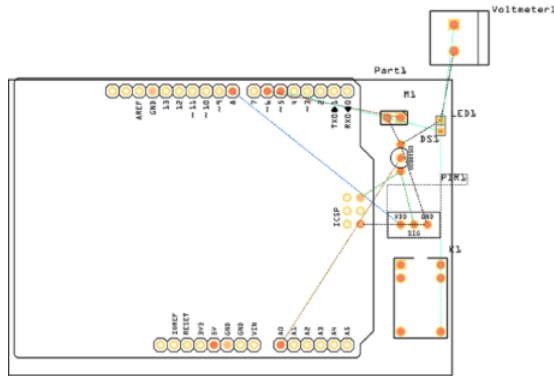 Voltmeter1
Part1
M1
LED1
DS1
PIR1
VDD
GND
SIG
K1
AREF
GND
13
12
~11
~10
~9
8
7
~6
~5
4
~3
2
TX0
RX0
ICSP
IOREF
RESET
3V3
5V
GND
GND
VIN
A0
A1
A2
A3
A4
A5